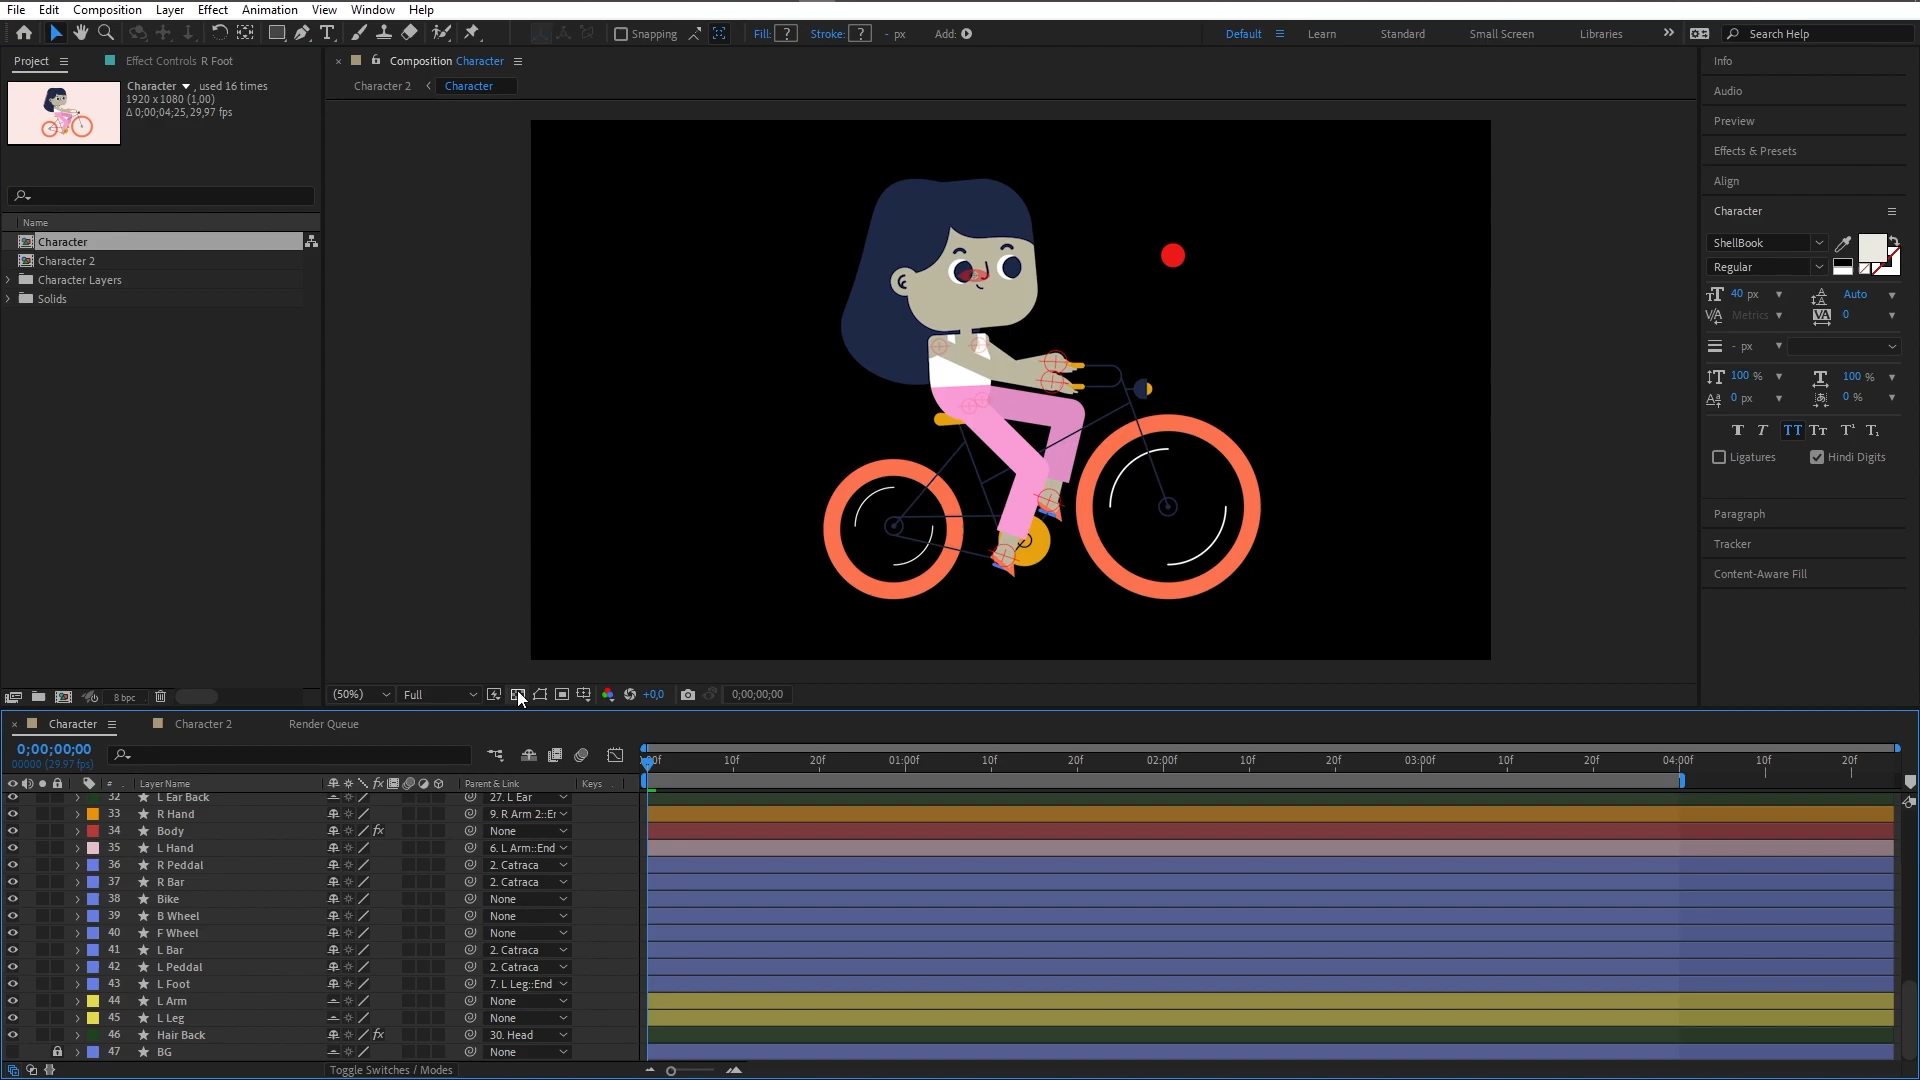 File Edit Composition Layer Effect Animation View Window Help
Snapping Fill: ? Stroke: ? - px Add: Default Learn Standard Small Screen Libraries Search Help
Project Effect Controls R Foot Composition Character Info
Character , used 16 times
1920 x 1080 (1,00)
Δ 0;00;04;25, 29,97 fps
Character 2 Character
Audio
Preview
Effects & Presets
Align
Character
Name
Character
Character 2
Character Layers
Solids
ShellBook
Regular
40 px Auto
Metrics 0
- px
100 % 100 %
0 px 0 %
Ligatures Hindi Digits
Paragraph
Tracker
Content-Aware Fill
8 bpc (50%) Full +0,0 0;00;00;00
Character Character 2 Render Queue
0;00;00;00
00000 (29.97 fps)
:00f 10f 20f 01:00f 10f 20f 02:00f 10f 20f 03:00f 10f 20f 04:00f 10f 20f
# Layer Name fx Parent & Link Keys
32 L Ear Back 27. L Ear
33 R Hand 9. R Arm 2::Er
34 Body fx None
35 L Hand 6. L Arm::End
36 R Peddal 2. Catraca
37 R Bar 2. Catraca
38 Bike None
39 B Wheel None
40 F Wheel None
41 L Bar 2. Catraca
42 L Peddal 2. Catraca
43 L Foot 7. L Leg::End
44 L Arm None
45 L Leg None
46 Hair Back fx 30. Head
47 BG None
Toggle Switches / Modes